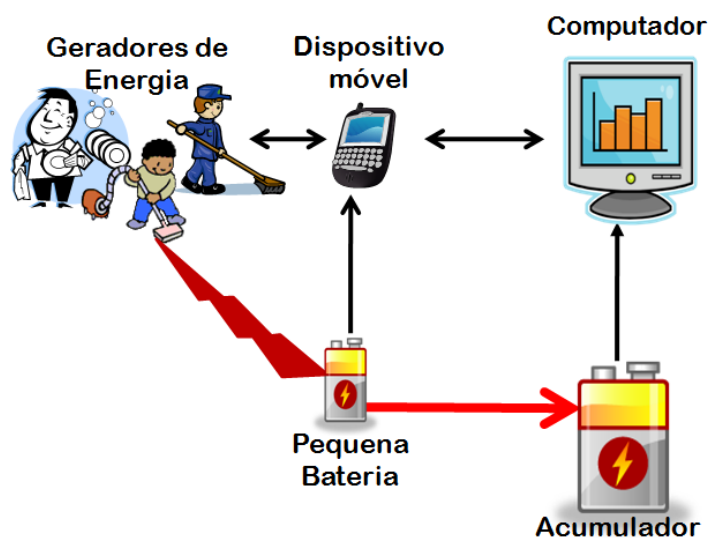 Geradores de
Energia
Dispositivo
móvel
Computador
Pequena
Bateria
Acumulador